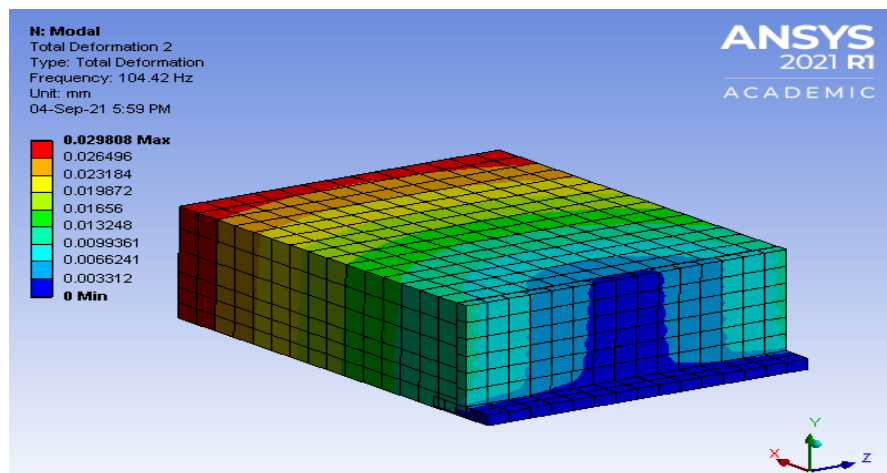 N: Modal
Total Deformation 2
Type: Total Deformation
Frequency: 104.42 Hz
Unit: mm
04-Sep-21 5:59 PM
0.029808 Max
0.026496
0.023184
0.019872
0.01656
0.013248
0.0099361
0.0066241
0.003312
0 Min
ANSYS
2021 R1
ACADEMIC
Y
X
Z